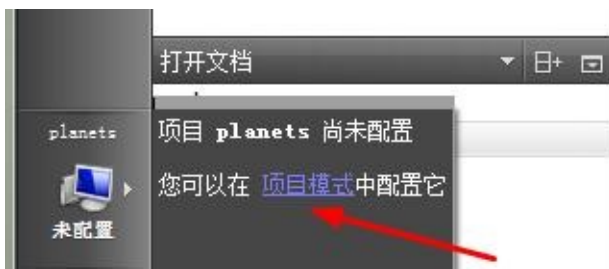 打开文档
planets
项目 planets 尚未配置
您可以在 项目模式中配置它
未配置